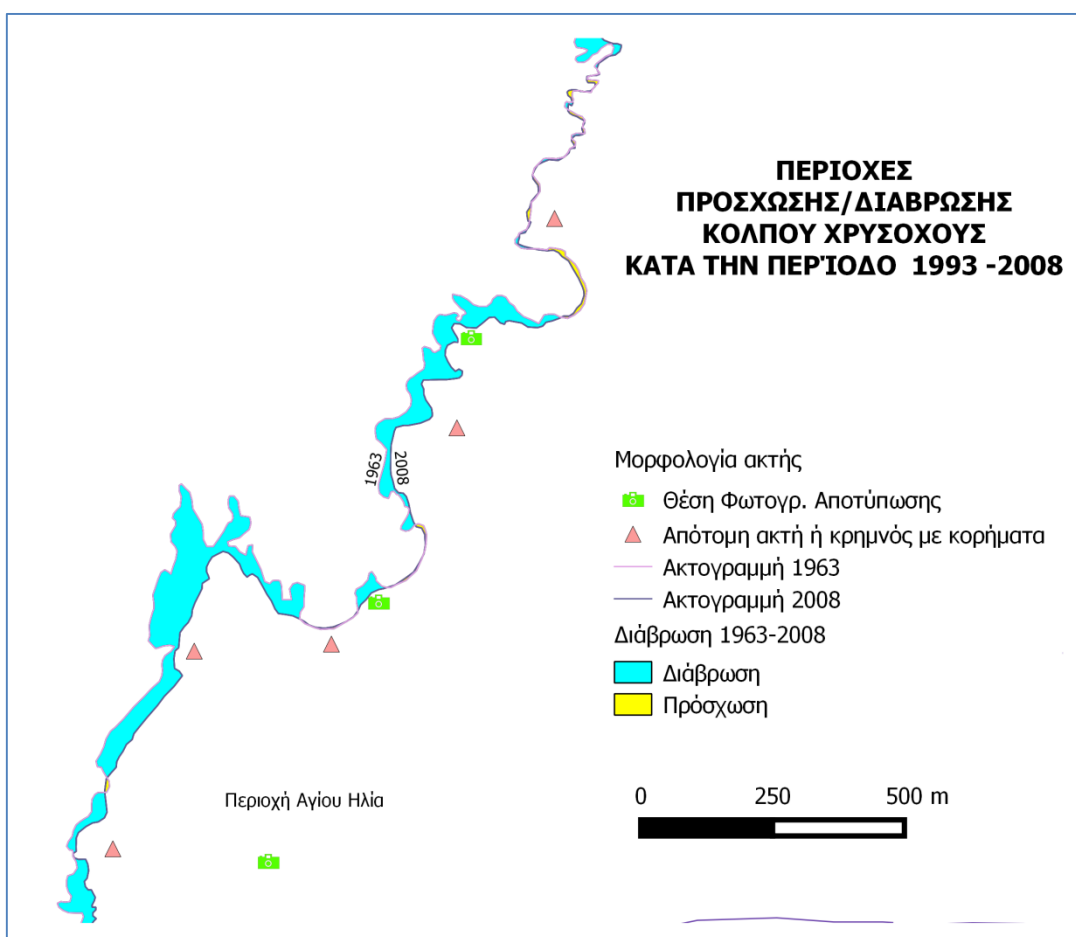 ΠΕΡΙΟΧΕΣ
ΠΡΟΣΧΩΣΗΣ/ΔΙΑΒΡΩΣΗΣ
ΚΟΛΠΟΥ ΧΡΥΣΟΧΟΥΣ
ΚΑΤΑ ΤΗΝ ΠΕΡΊΟΔΟ 1993 -2008
1963
2008
Μορφολογία ακτής
Θέση Φωτογρ. Αποτύπωσης
Απότομη ακτή ή κρημνός με κορήματα
Ακτογραμμή 1963
Ακτογραμμή 2008
Διάβρωση 1963-2008
Διάβρωση
Πρόσχωση
Περιοχή Αγίου Ηλία
0 250 500 m